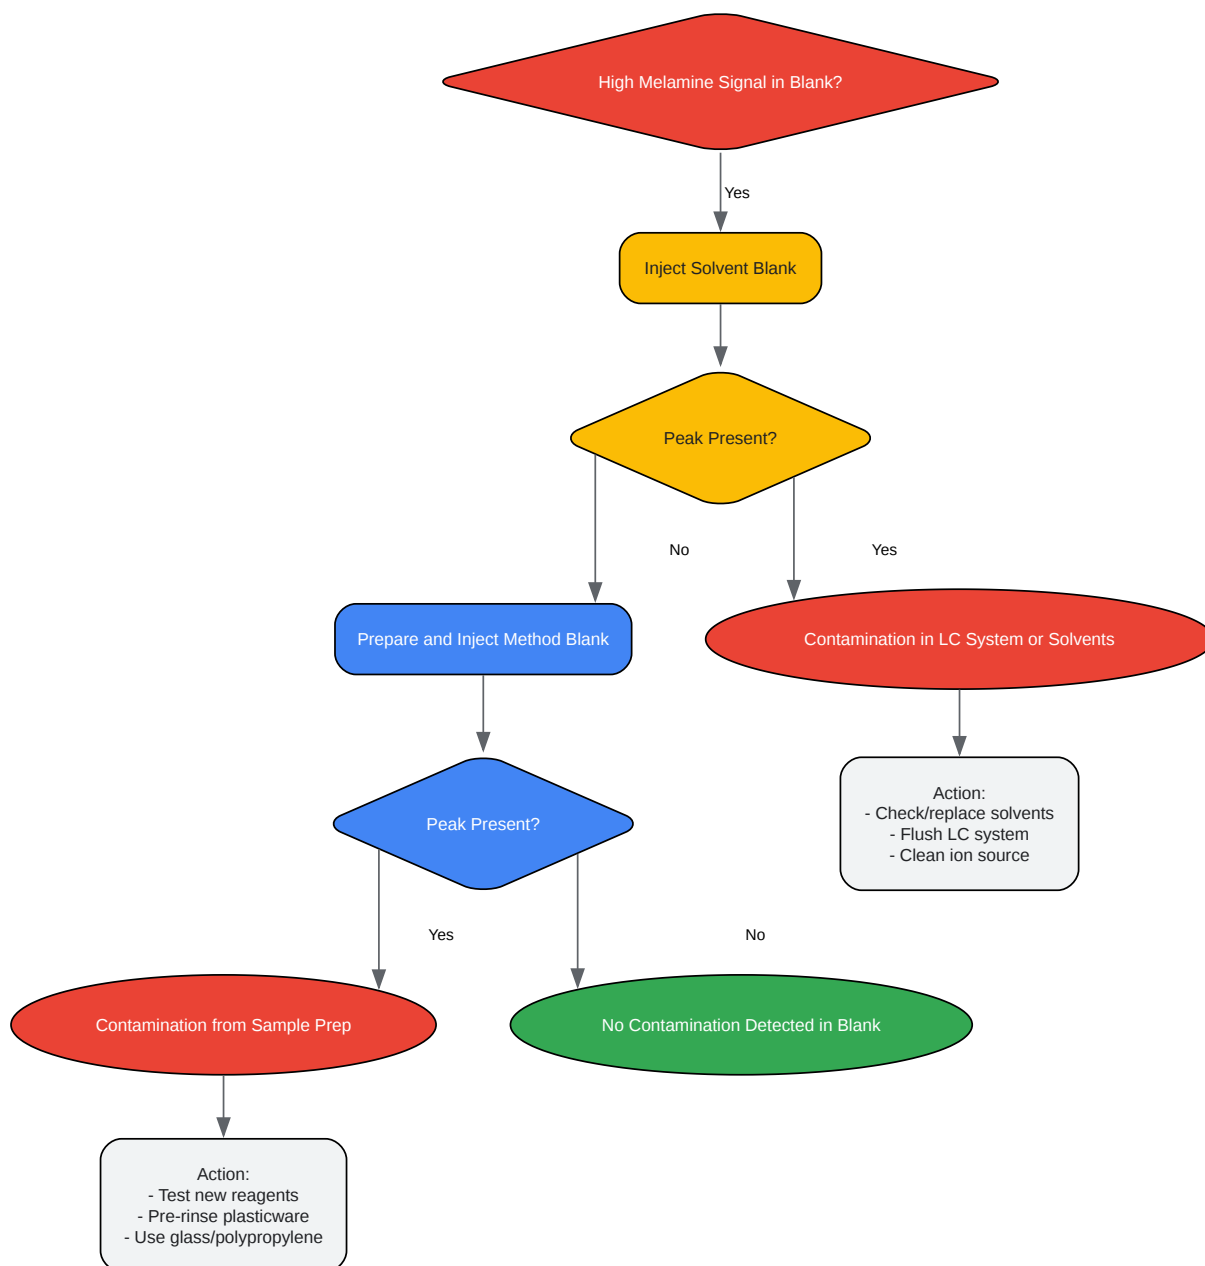 High Melamine Signal in Blank?
Yes
Inject Solvent Blank
Peak Present?
No
Yes
Prepare and Inject Method Blank
Contamination in LC System or Solvents
Action:
- Check/replace solvents
- Flush LC system
- Clean ion source
Peak Present?
Yes
No
Contamination from Sample Prep
No Contamination Detected in Blank
Action:
- Test new reagents
- Pre-rinse plasticware
- Use glass/polypropylene